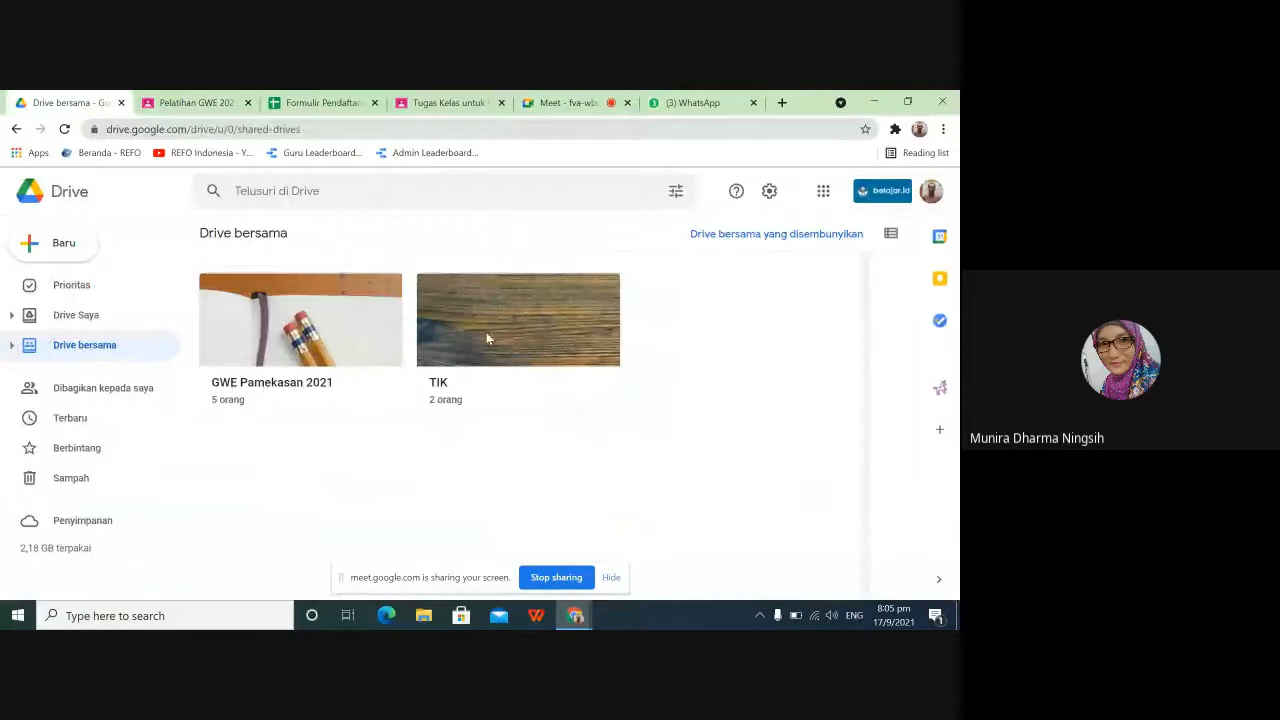 Drive bersama - Go
Pelatihan GWE 202
Formulir Pendafta
Tugas Kelas untuk
Meet - fva-wb
(3) WhatsApp
drive.google.com/drive/u/0/shared-drives
Apps
Beranda - REFO
REFO Indonesia - Y...
Guru Leaderboard...
Admin Leaderboard...
Reading list
Drive
Telusuri di Drive
belajar.id
Baru
Drive bersama
Drive bersama yang disembunyikan
Prioritas
Drive Saya
Drive bersama
Dibagikan kepada saya
Terbaru
Berbintang
Sampah
Penyimpanan
2,18 GB terpakai
GWE Pamekasan 2021
5 orang
TIK
2 orang
Munira Dharma Ningsih
meet.google.com is sharing your screen.
Stop sharing
Hide
Type here to search
ENG
8:05 pm
17/9/2021
1